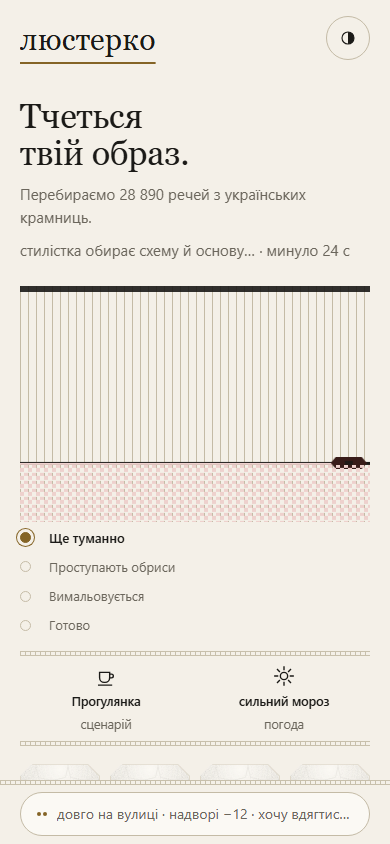 люстерко
Тчеться
твій образ.
Перебираємо 28 890 речей з українських
крамниць.
стилістка обирає схему й основу... · минуло 24 с
Ще туманно
Проступають обриси
Вимальовується
Готово
Прогулянка
сценарій
сильний мороз
погода
довго на вулиці · надворі −12 · хочу вдягтис...